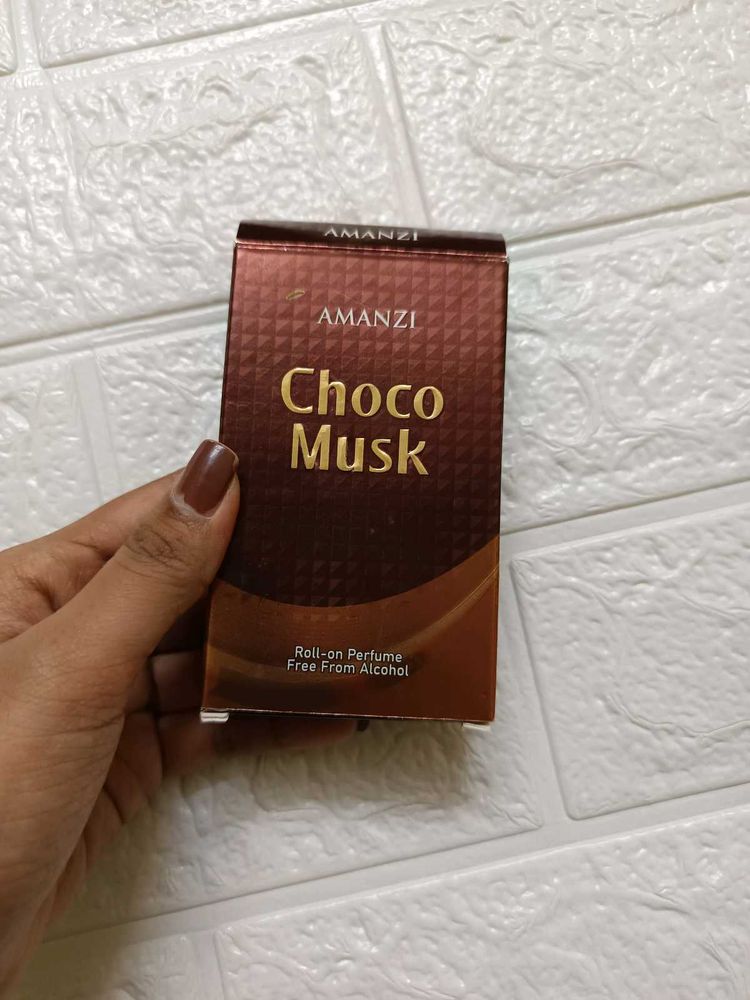 AMANZI
AMANZI
Choco
Musk
Roll-on Perfume
Free From Alcohol